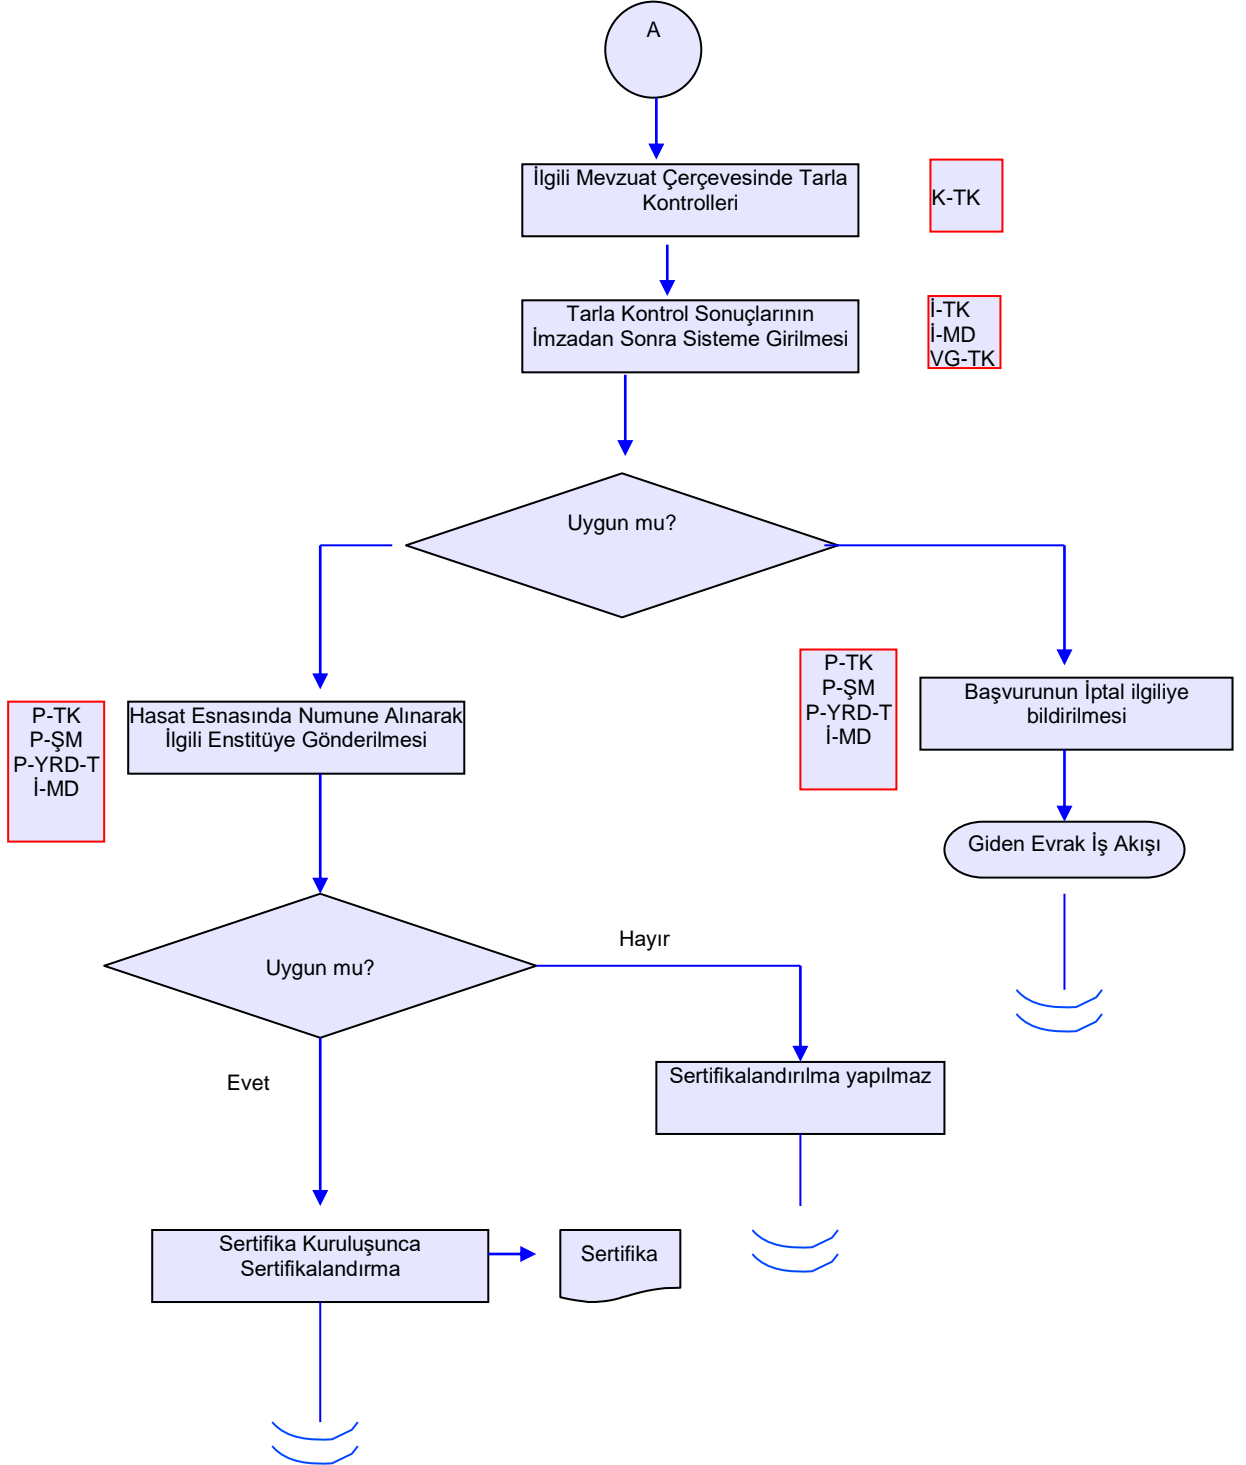 A
İlgili Mevzuat Çerçevesinde Tarla
Kontrolleri
K-TK
Tarla Kontrol Sonuçlarının
İmzadan Sonra Sisteme Girilmesi
İ-TK
İ-MD
VG-TK
Uygun mu?
P-TK
P-ŞM
P-YRD-T
İ-MD
Hasat Esnasında Numune Alınarak
İlgili Enstitüye Gönderilmesi
P-TK
P-ŞM
P-YRD-T
İ-MD
Başvurunun İptal ilgiliye
bildirilmesi
Giden Evrak İş Akışı
Uygun mu?
Hayır
Evet
Sertifikalandırılma yapılmaz
Sertifika Kuruluşunca
Sertifikalandırma
Sertifika